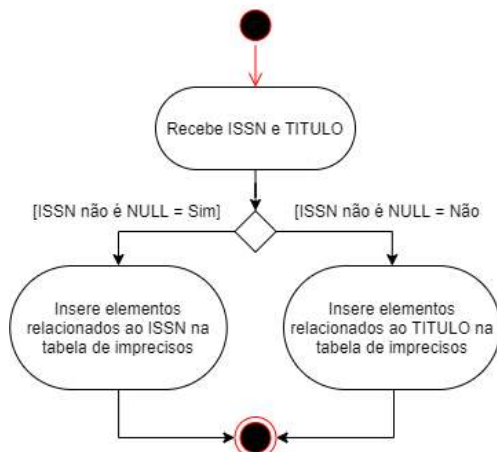 Recebe ISSN e TITULO
[ISSN não é NULL = Sim]
[ISSN não é NULL = Não
Insere elementos
relacionados ao ISSN na
tabela de imprecisos
Insere elementos
relacionados ao TITULO na
tabela de imprecisos